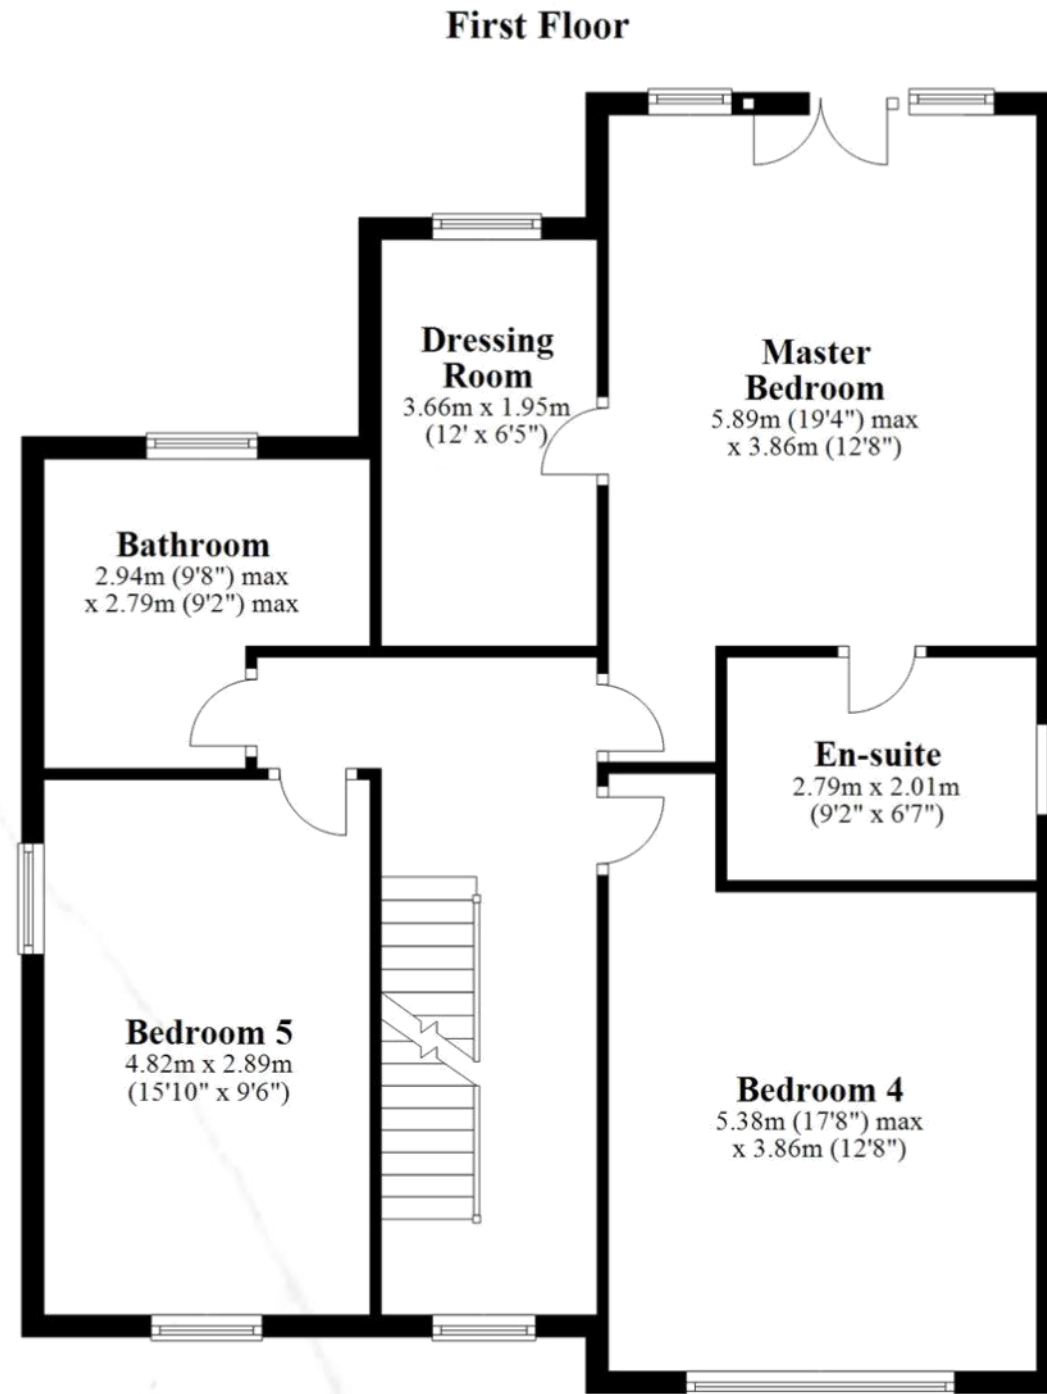 First Floor
Dressing
Room
3.66m x 1.95m
(12' x 6'5")
Master
Bedroom
5.89m (19'4") max
x 3.86m (12'8")
Bathroom
2.94m (9'8") max
x 2.79m (9'2") max
En-suite
2.79m x 2.01m
(9'2" x 6'7")
Bedroom 5
4.82m x 2.89m
(15'10" x 9'6")
Bedroom 4
5.38m (17'8") max
x 3.86m (12'8")